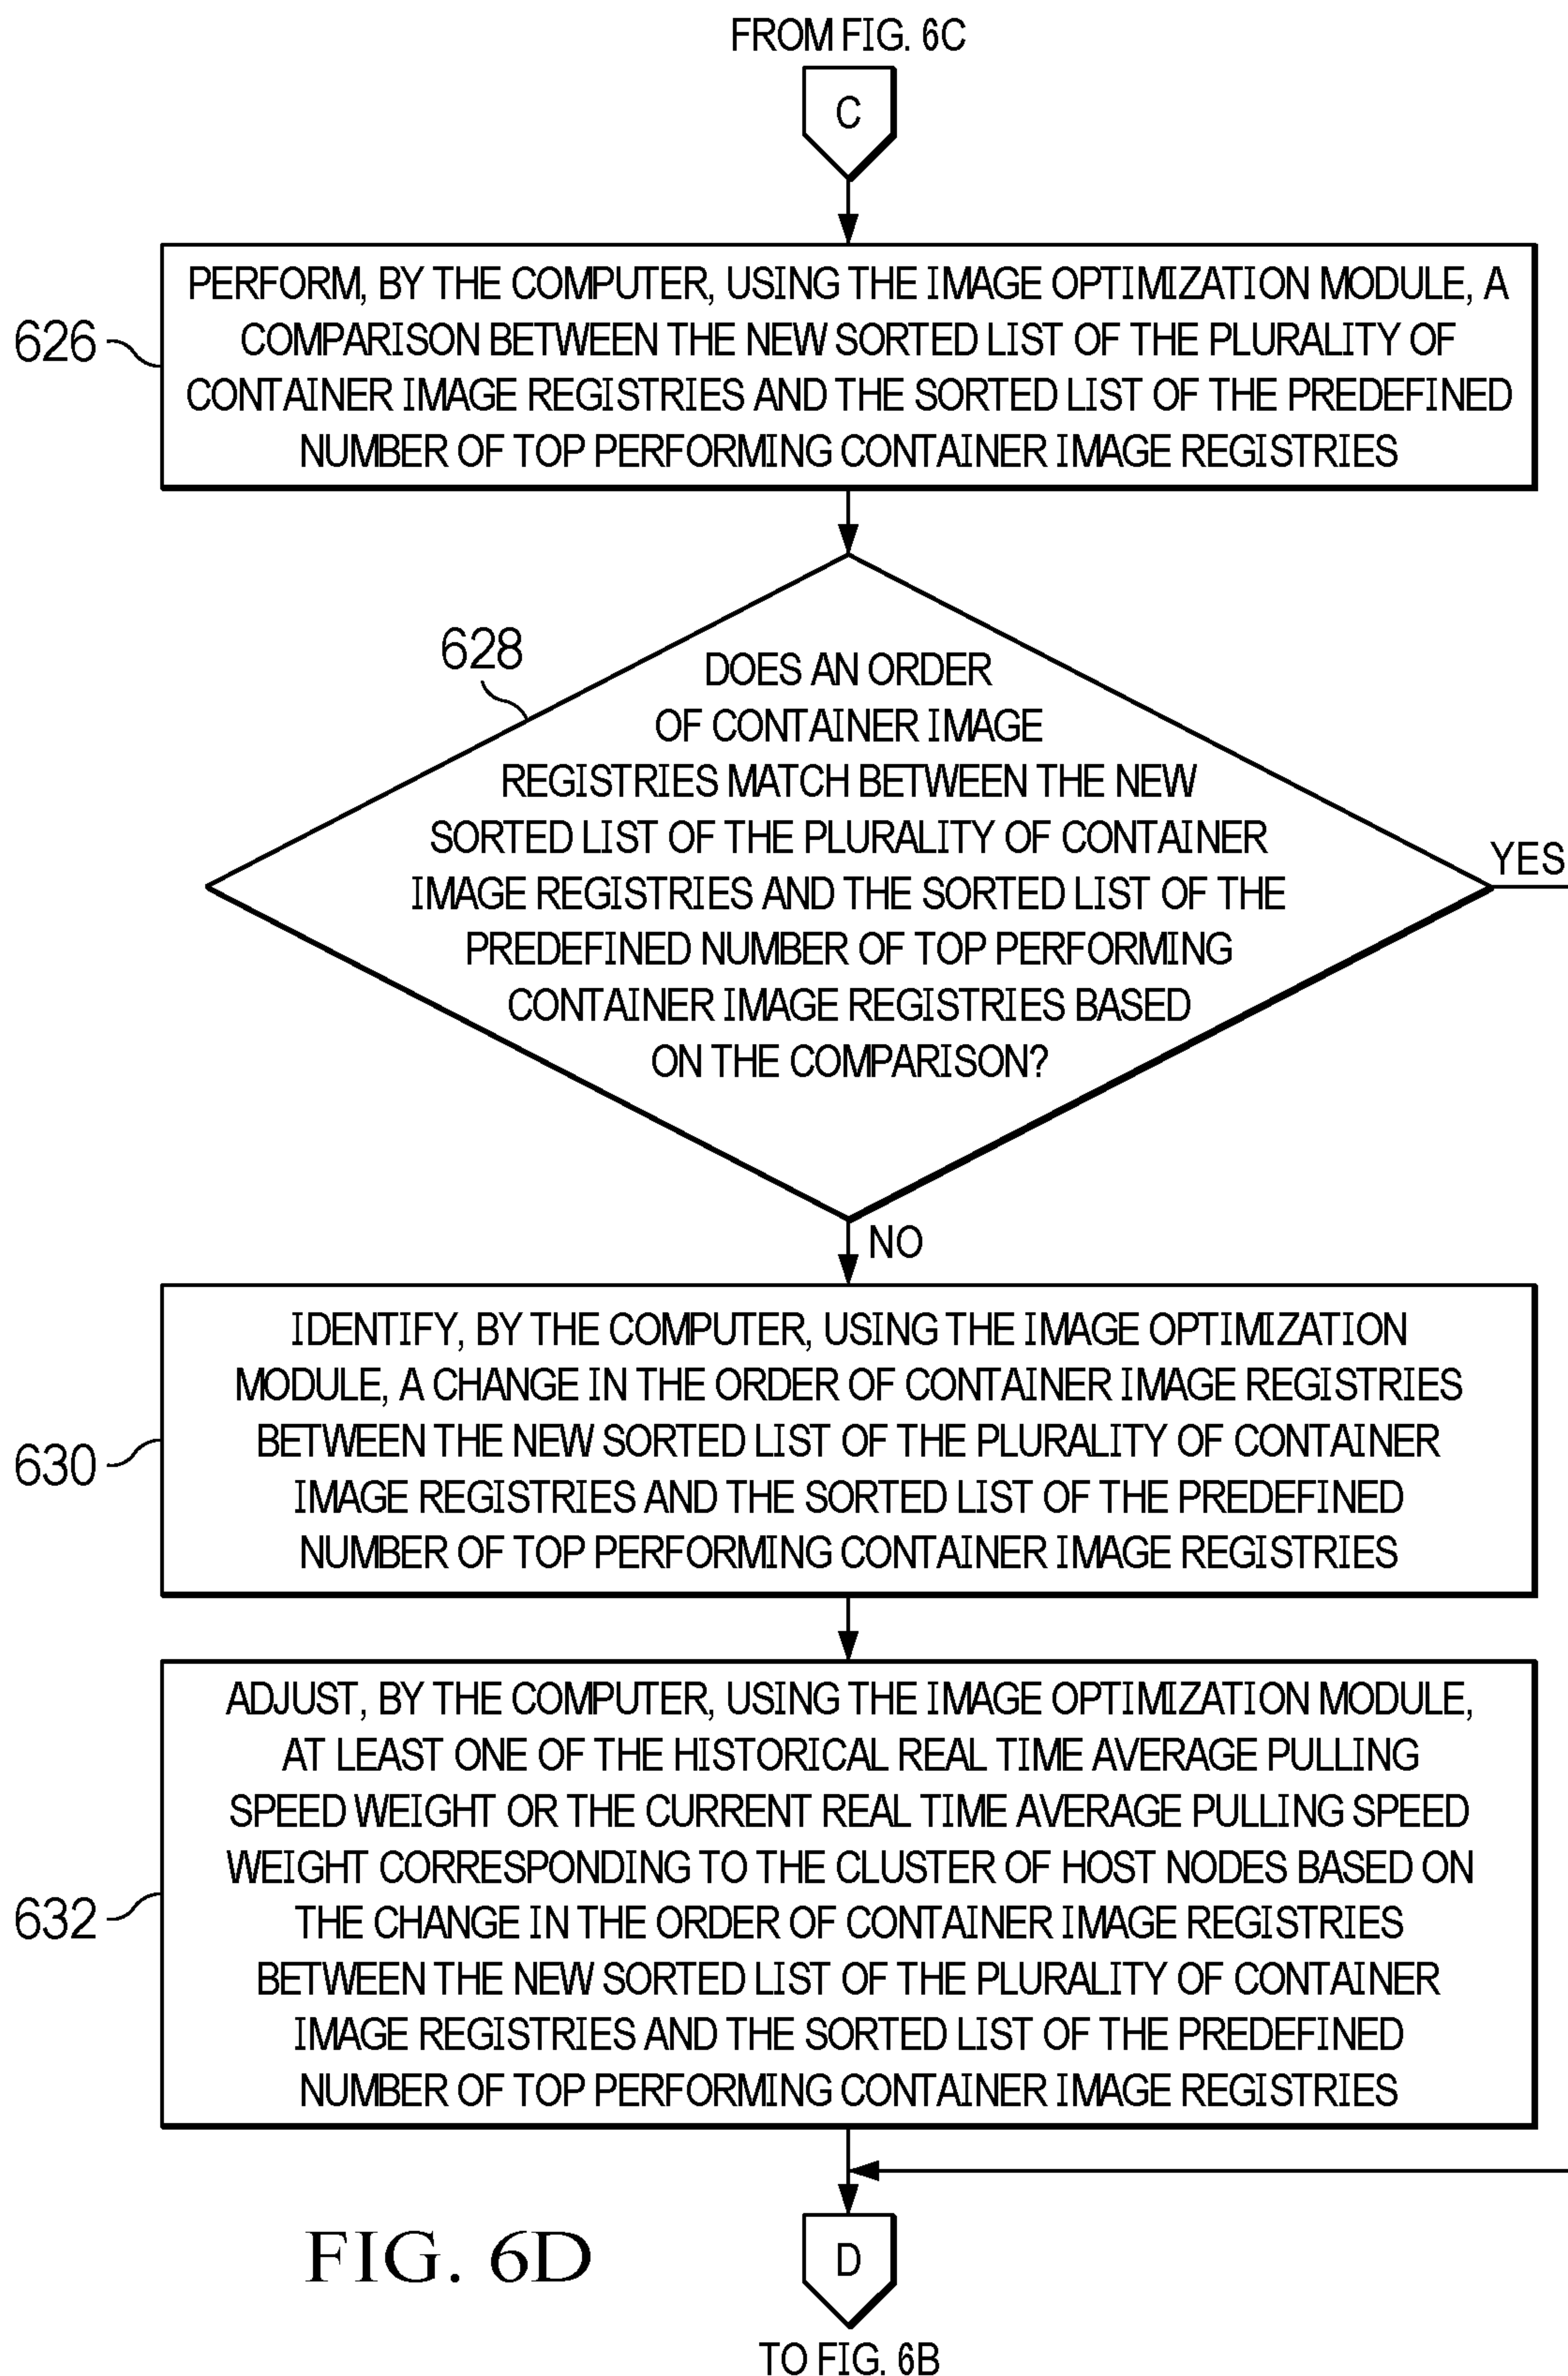 FROM FIG. 6C
C
PERFORM, BY THE COMPUTER, USING THE IMAGE OPTIMIZATION MODULE, A
COMPARISON BETWEEN THE NEW SORTED LIST OF THE PLURALITY OF
CONTAINER IMAGE REGISTRIES AND THE SORTED LIST OF THE PREDEFINED
NUMBER OF TOP PERFORMING CONTAINER IMAGE REGISTRIES
626
628
DOES AN ORDER
OF CONTAINER IMAGE
REGISTRIES MATCH BETWEEN THE NEW
SORTED LIST OF THE PLURALITY OF CONTAINER
IMAGE REGISTRIES AND THE SORTED LIST OF THE
PREDEFINED NUMBER OF TOP PERFORMING
CONTAINER IMAGE REGISTRIES BASED
ON THE COMPARISON?
YES
NO
IDENTIFY, BY THE COMPUTER, USING THE IMAGE OPTIMIZATION
MODULE, A CHANGE IN THE ORDER OF CONTAINER IMAGE REGISTRIES
BETWEEN THE NEW SORTED LIST OF THE PLURALITY OF CONTAINER
IMAGE REGISTRIES AND THE SORTED LIST OF THE PREDEFINED
NUMBER OF TOP PERFORMING CONTAINER IMAGE REGISTRIES
630
ADJUST, BY THE COMPUTER, USING THE IMAGE OPTIMIZATION MODULE,
AT LEAST ONE OF THE HISTORICAL REAL TIME AVERAGE PULLING
SPEED WEIGHT OR THE CURRENT REAL TIME AVERAGE PULLING SPEED
WEIGHT CORRESPONDING TO THE CLUSTER OF HOST NODES BASED ON
THE CHANGE IN THE ORDER OF CONTAINER IMAGE REGISTRIES
BETWEEN THE NEW SORTED LIST OF THE PLURALITY OF CONTAINER
IMAGE REGISTRIES AND THE SORTED LIST OF THE PREDEFINED
NUMBER OF TOP PERFORMING CONTAINER IMAGE REGISTRIES
632
FIG. 6D
D
TO FIG. 6B